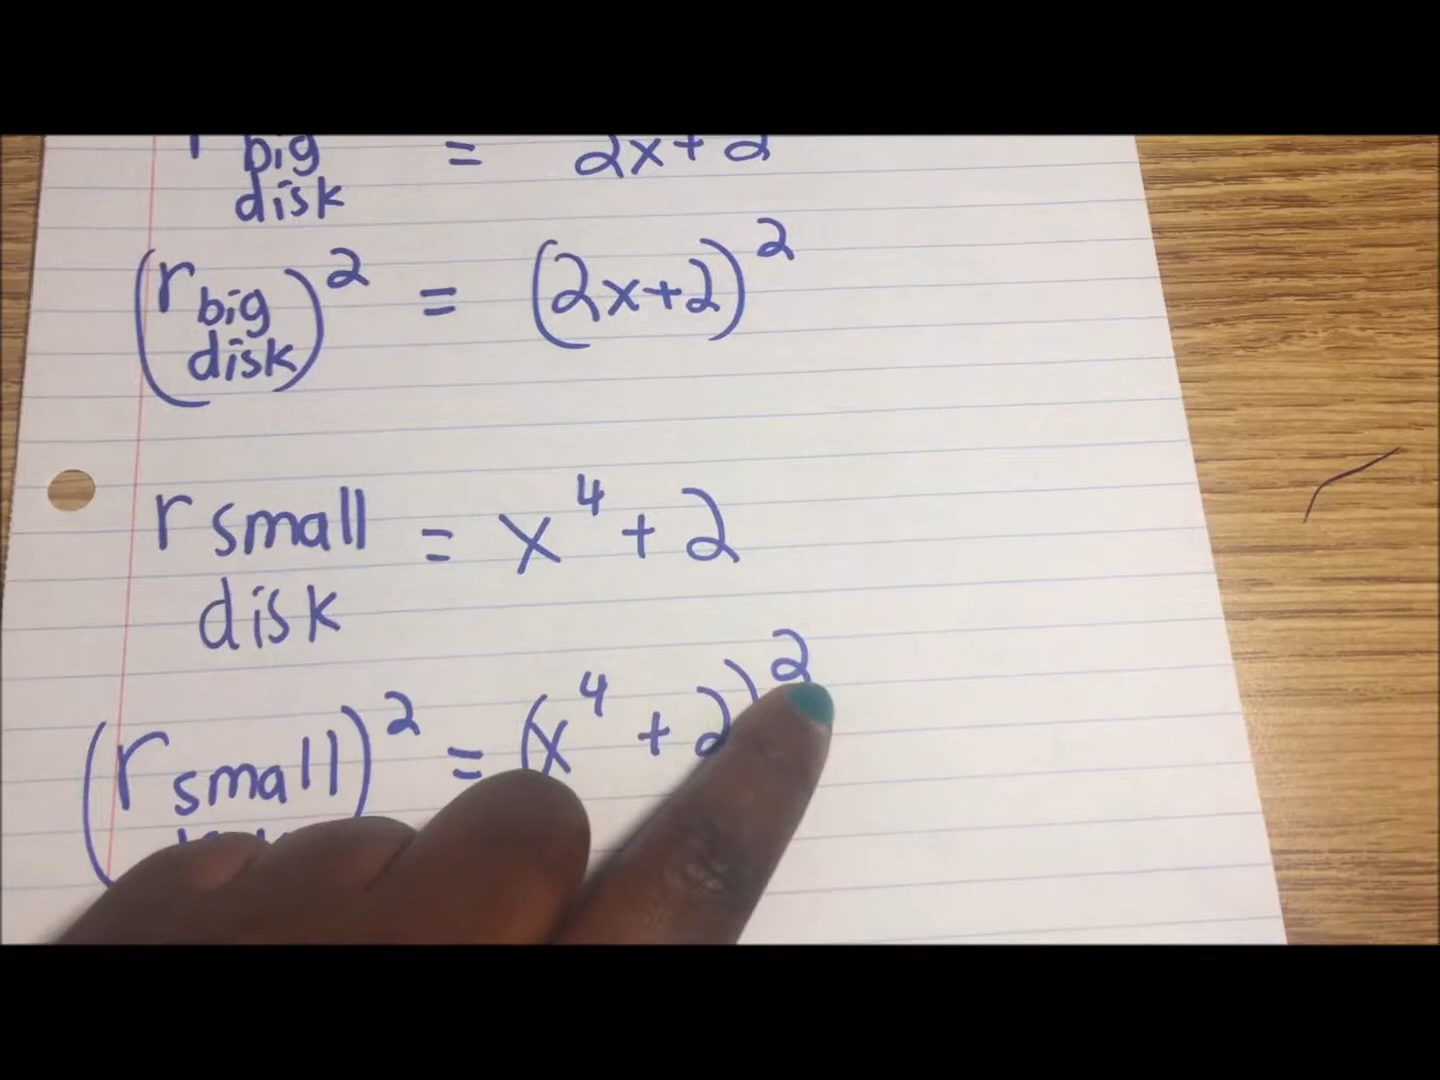 r big disk = 2x+2
(r big disk)² = (2x+2)²
r small disk = x⁴ + 2
(r small)² = (x⁴ + 2)²